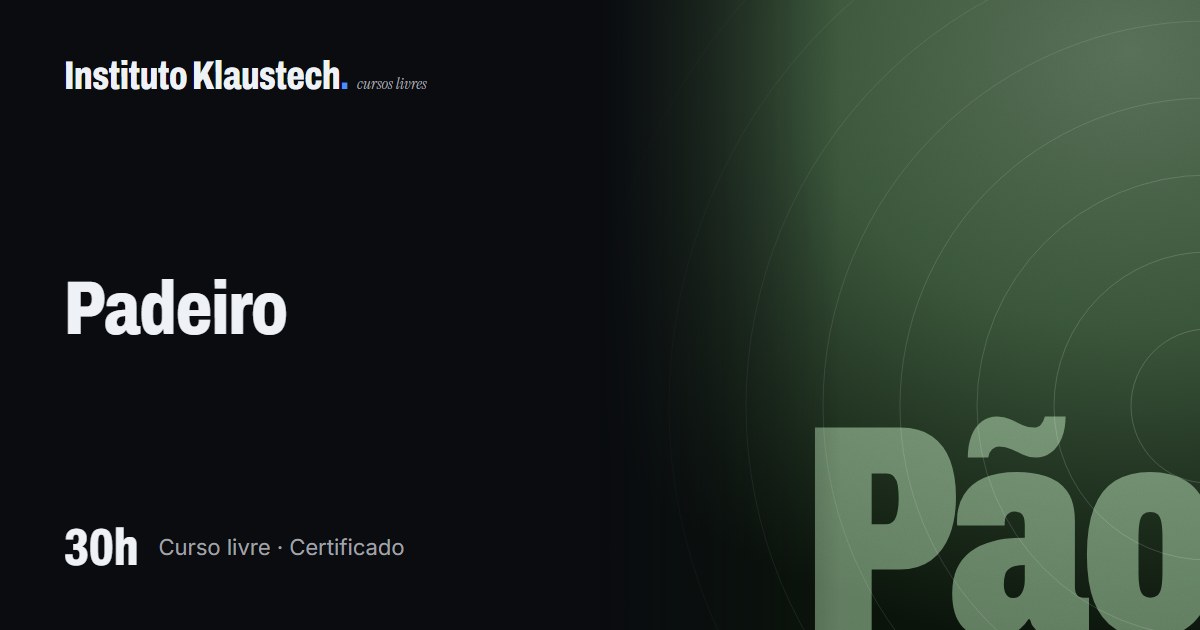 Instituto Klaustech. cursos livres
Padeiro
30h Curso livre · Certificado
Pão